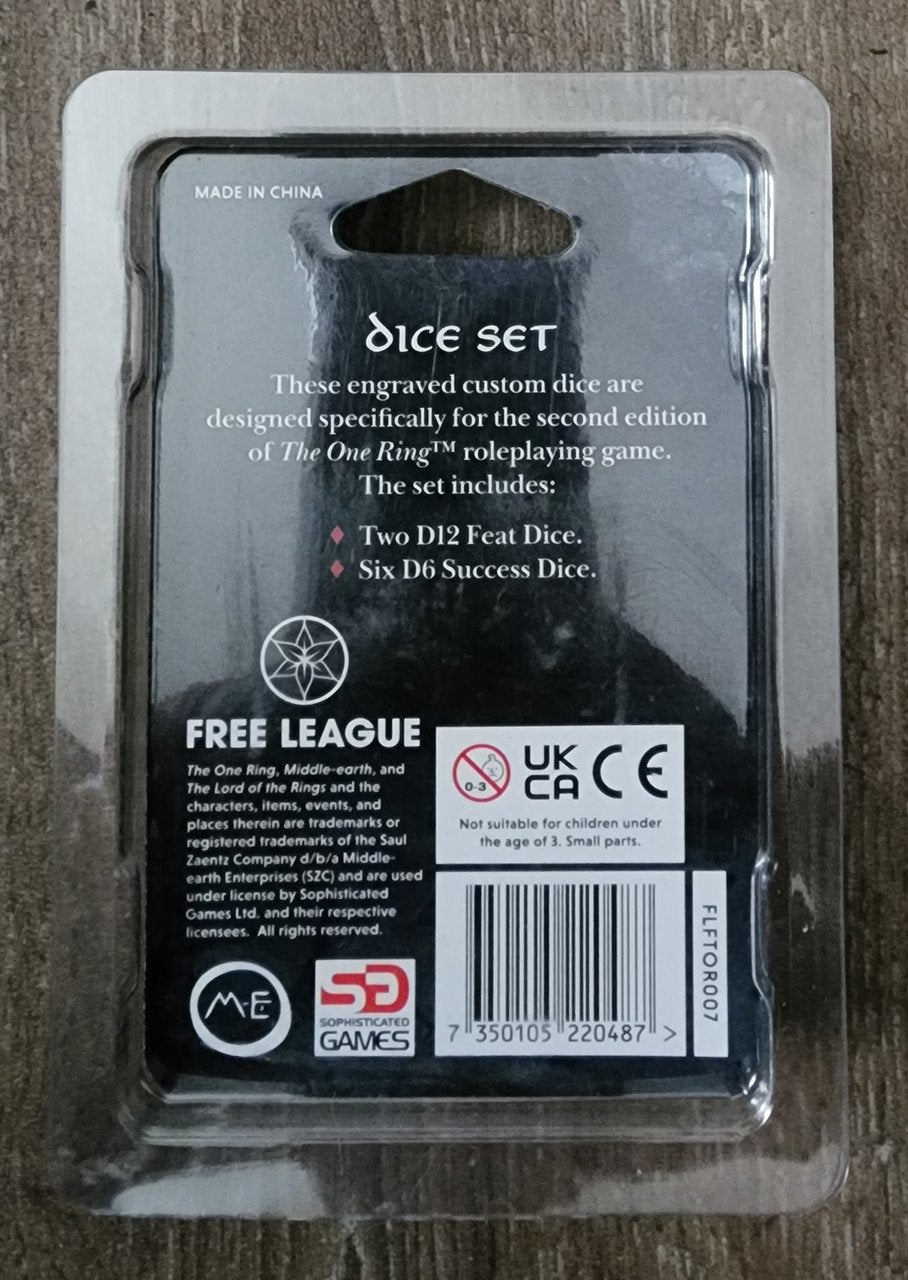 MADE IN CHINA
DICE SET
These engraved custom dice are
designed specifically for the second edition
of The One Ring™ roleplaying game.
The set includes:
Two D12 Feat Dice.
Six D6 Success Dice.
FREE LEAGUE
The One Ring, Middle-earth, and
The Lord of the Rings and the
characters, items, events, and
places therein are trademarks or
registered trademarks of the Saul
Zaentz Company d/b/a Middle-
earth Enterprises (SZC) and are used
under license by Sophisticated
Games Ltd. and their respective
licensees. All rights reserved.
M-E
SG
SOPHISTICATED
GAMES
0-3
UK
CA CE
Not suitable for children under
the age of 3. Small parts.
7 350105 220487 >
FLFTOR007